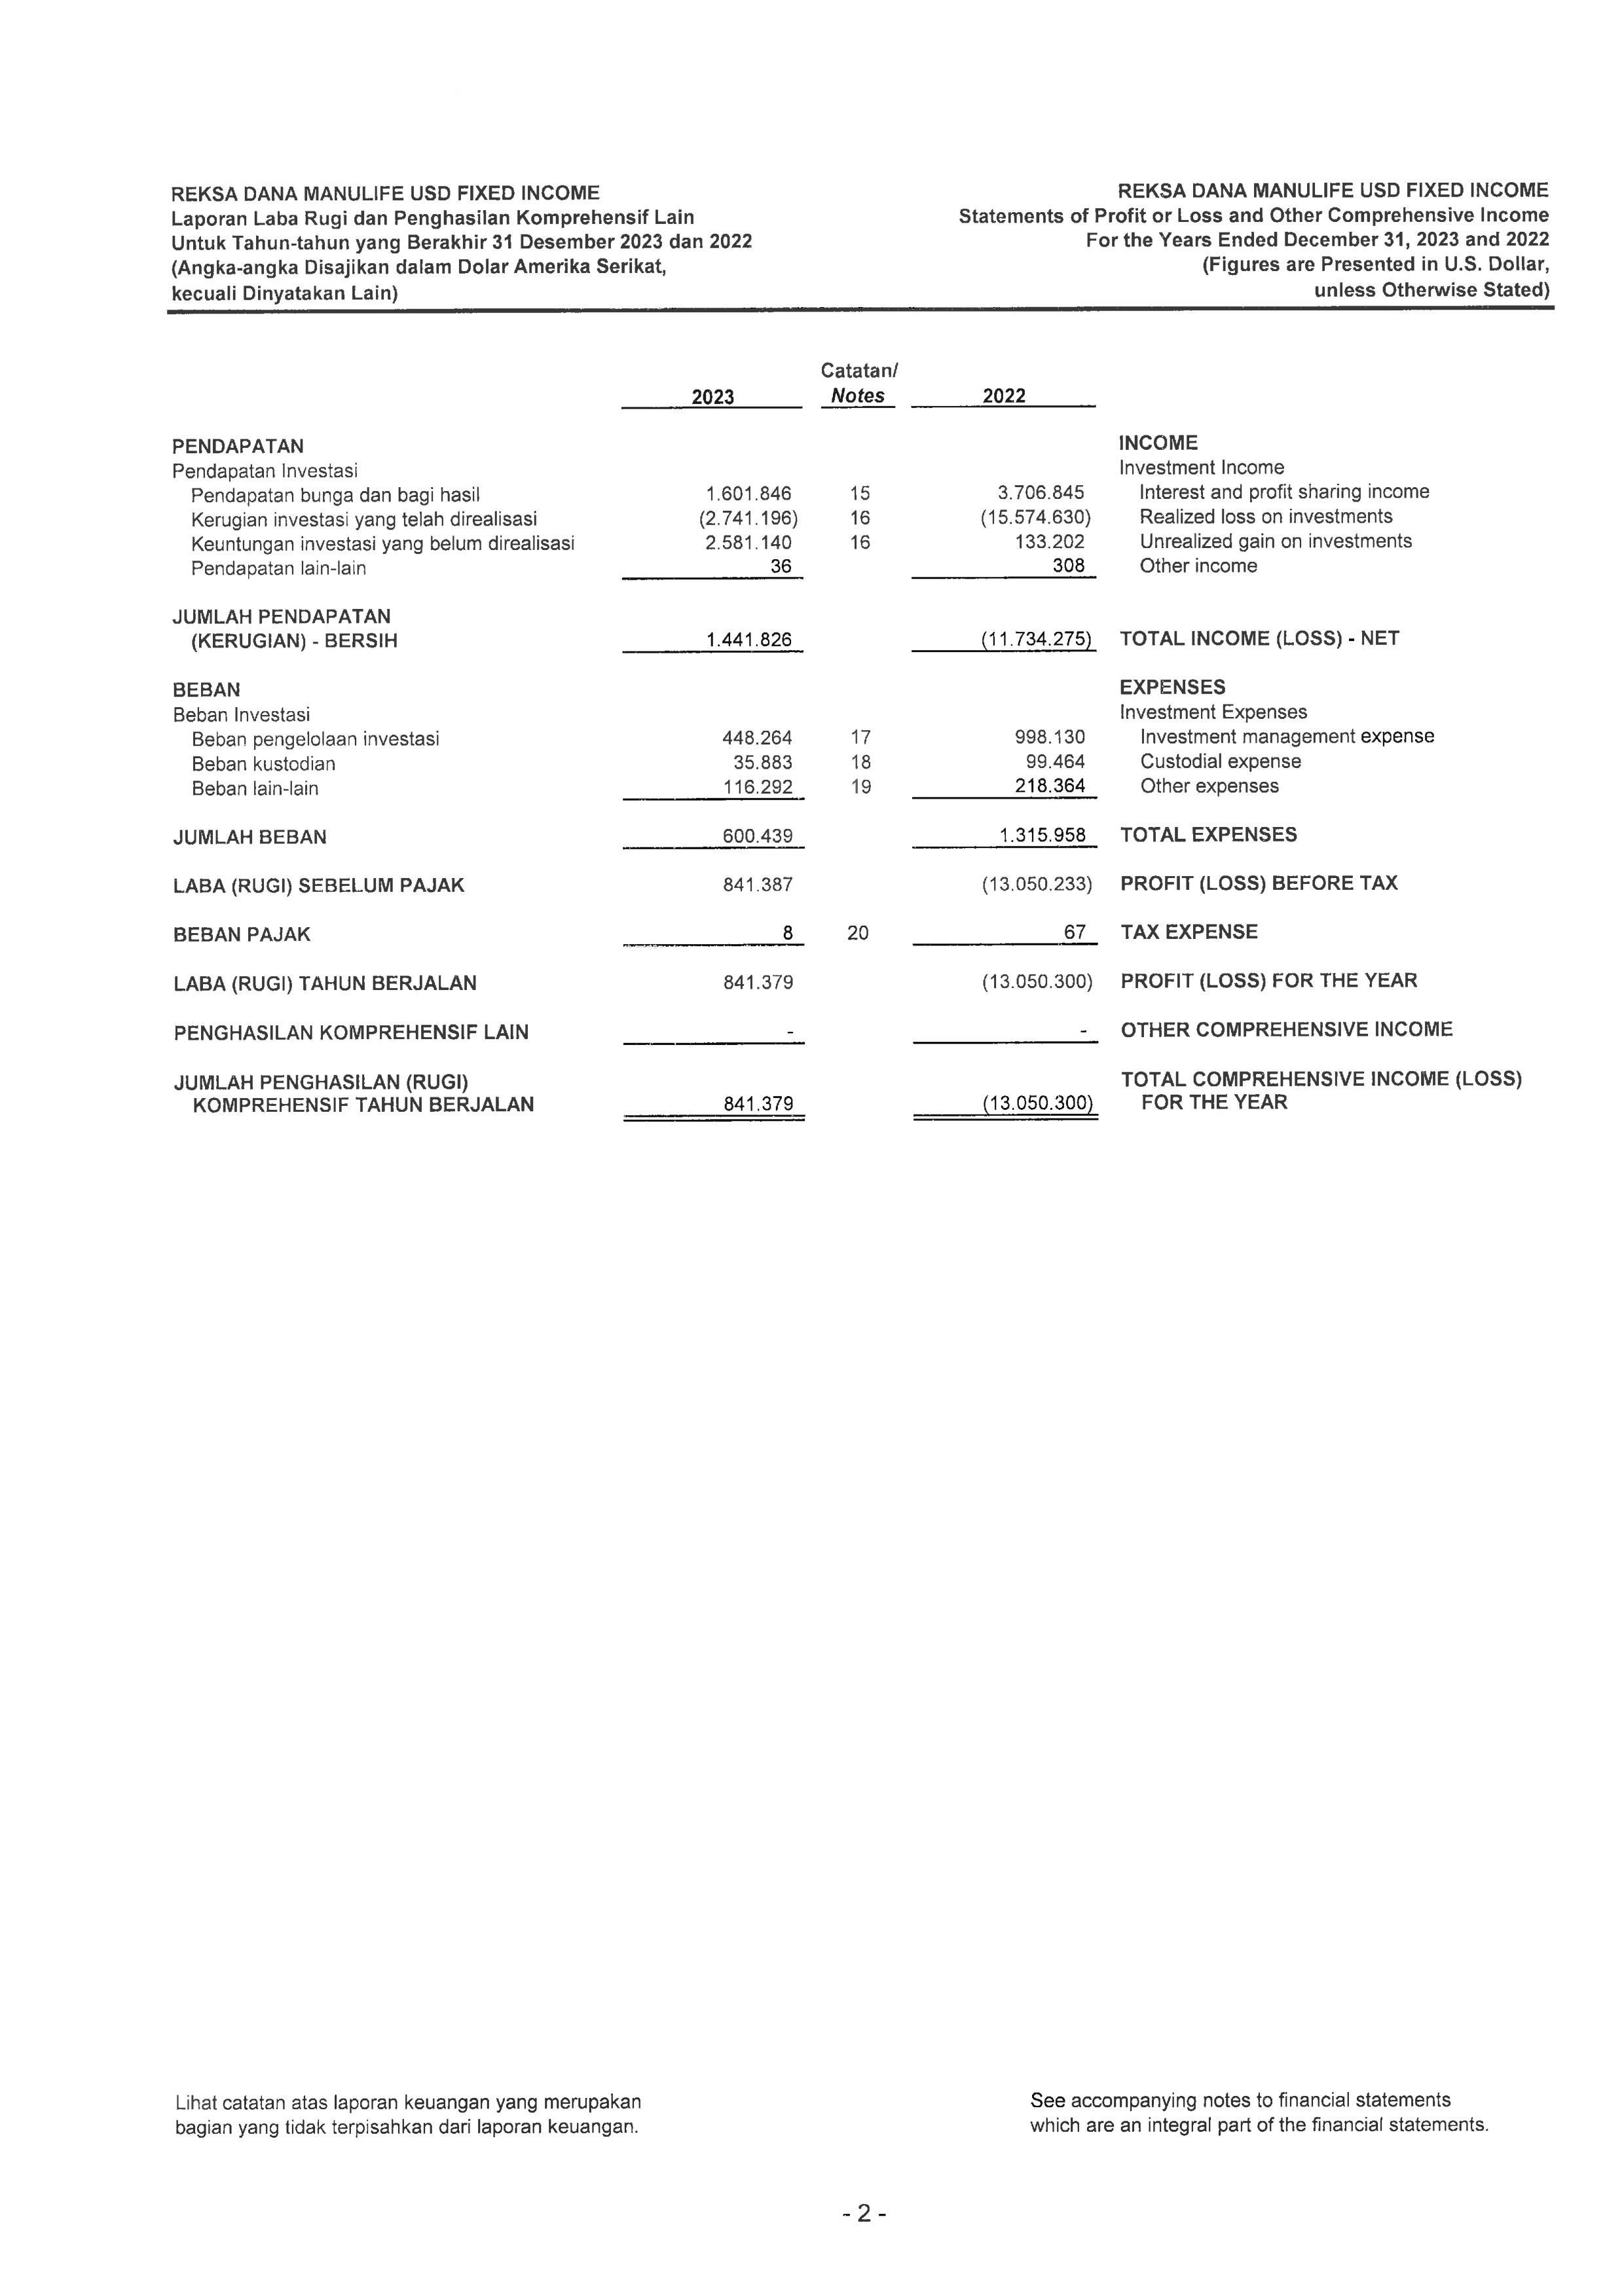 REKSA DANA MANULIFE USD FIXED INCOME
Laporan Laba Rugi dan Penghasilan Komprehensif Lain
Untuk Tahun-tahun yang Berakhir 31 Desember 2023 dan 2022
(Angka-angka Disajikan dalam Dolar Amerika Serikat,
kecuali Dinyatakan Lain)
REKSA DANA MANULIFE USD FIXED INCOME
Statements of Profit or Loss and Other Comprehensive Income
For the Years Ended December 31, 2023 and 2022
(Figures are Presented in U.S. Dollar,
unless Otherwise Stated)
Catatan/
2023 Notes 2022
PENDAPATAN INCOME
Pendapatan Investasi Investment Income
Pendapatan bunga dan bagi hasil 1.601.846 15 3.706.845 Interest and profit sharing income
Kerugian investasi yang telah direalisasi (2.741.196) 16 (15.574.630) Realized loss on investments
Keuntungan investasi yang belum direalisasi 2.581.140 16 133.202 Unrealized gain on investments
Pendapatan lain-lain 36 308 Other income
JUMLAH PENDAPATAN
(KERUGIAN) - BERSIH 1.441.826 (11.734.275) TOTAL INCOME (LOSS) - NET
BEBAN EXPENSES
Beban Investasi Investment Expenses
Beban pengelolaan investasi 448.264 17 998.130 Investment management expense
Beban kustodian 35.883 18 99.464 Custodial expense
Beban lain-lain 116.292 19 218.364 Other expenses
JUMLAH BEBAN 600.439 1.315.958 TOTAL EXPENSES
LABA (RUGI) SEBELUM PAJAK 841.387 (13.050.233) PROFIT (LOSS) BEFORE TAX
BEBAN PAJAK 8 20 67 TAX EXPENSE
LABA (RUGI) TAHUN BERJALAN 841.379 (13.050.300) PROFIT (LOSS) FOR THE YEAR
PENGHASILAN KOMPREHENSIF LAIN - - OTHER COMPREHENSIVE INCOME
JUMLAH PENGHASILAN (RUGI) TOTAL COMPREHENSIVE INCOME (LOSS)
KOMPREHENSIF TAHUN BERJALAN 841.379 (13.050.300) FOR THE YEAR
Lihat catatan atas laporan keuangan yang merupakan
bagian yang tidak terpisahkan dari laporan keuangan.
See accompanying notes to financial statements
which are an integral part of the financial statements.
- 2 -